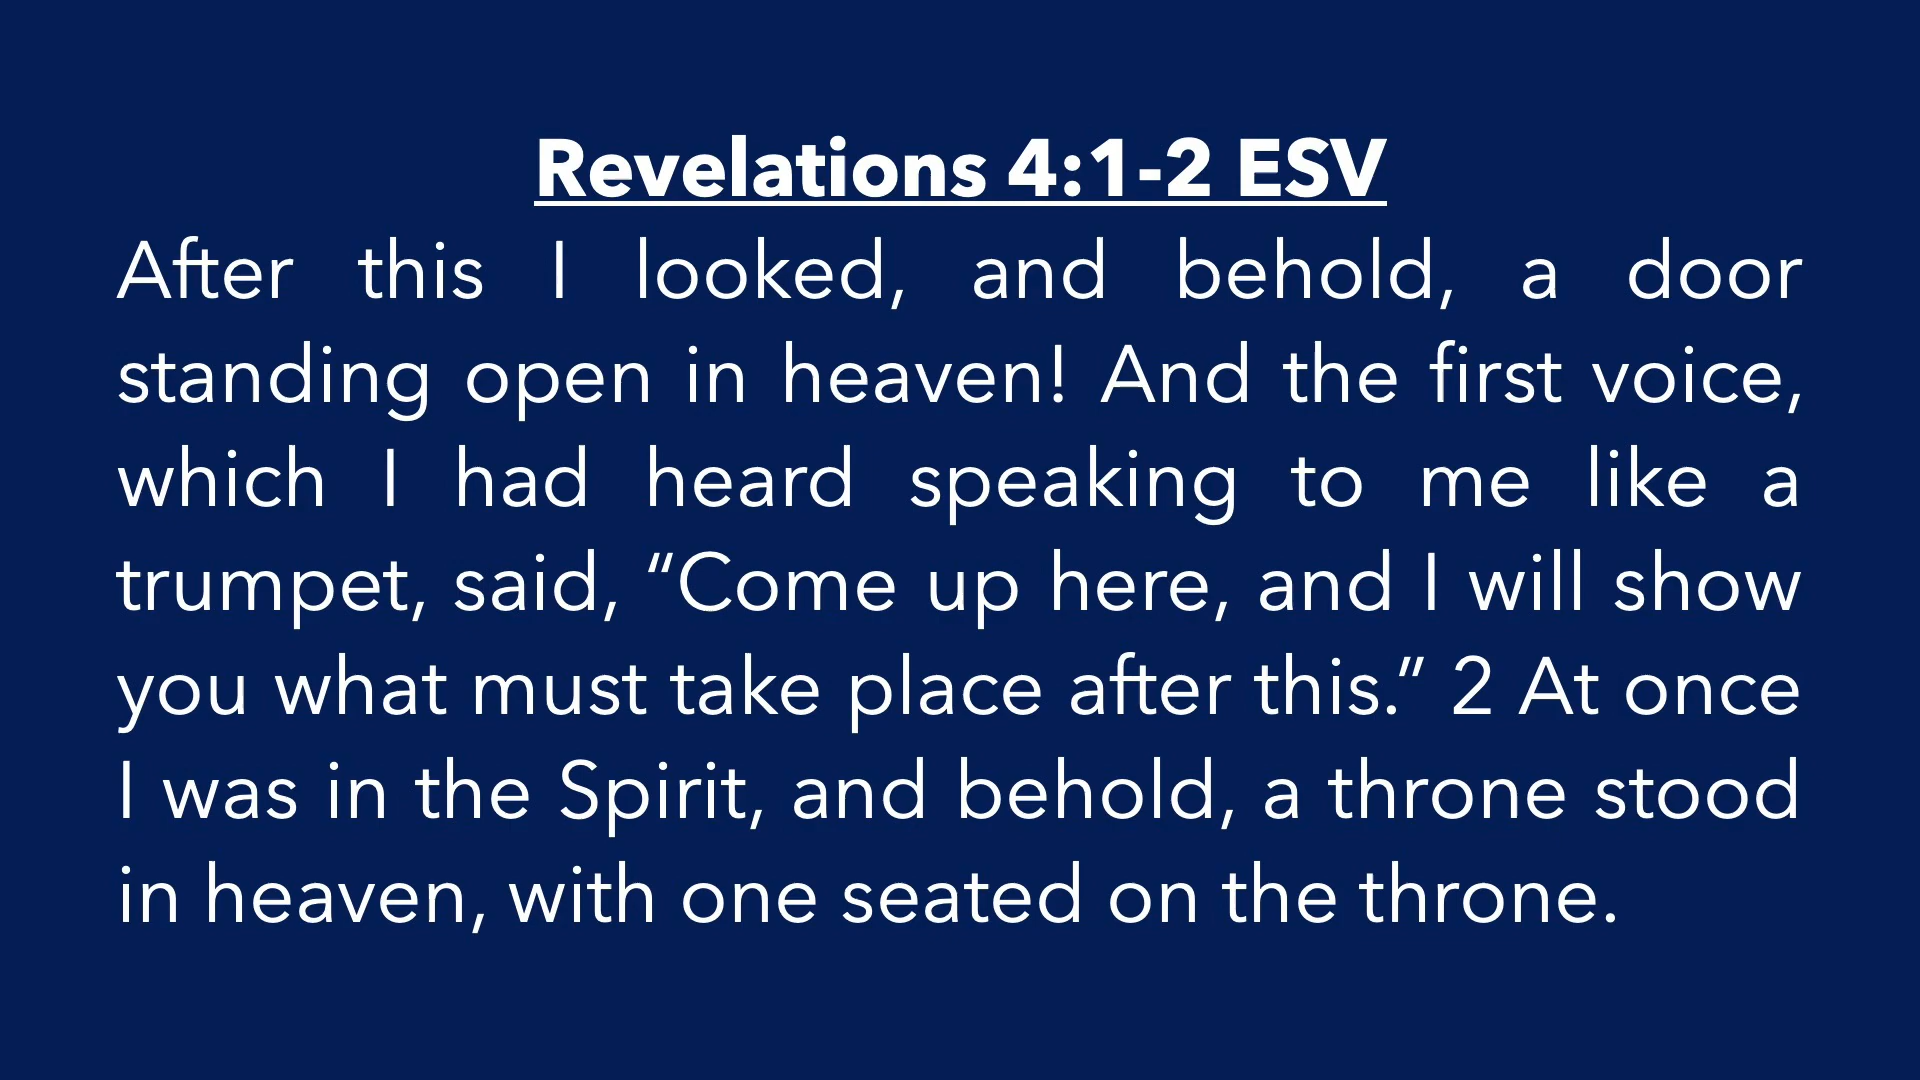 Revelations 4:1-2 ESV
After this I looked, and behold, a door
standing open in heaven! And the first voice,
which I had heard speaking to me like a
trumpet, said, “Come up here, and I will show
you what must take place after this.” 2 At once
I was in the Spirit, and behold, a throne stood
in heaven, with one seated on the throne.